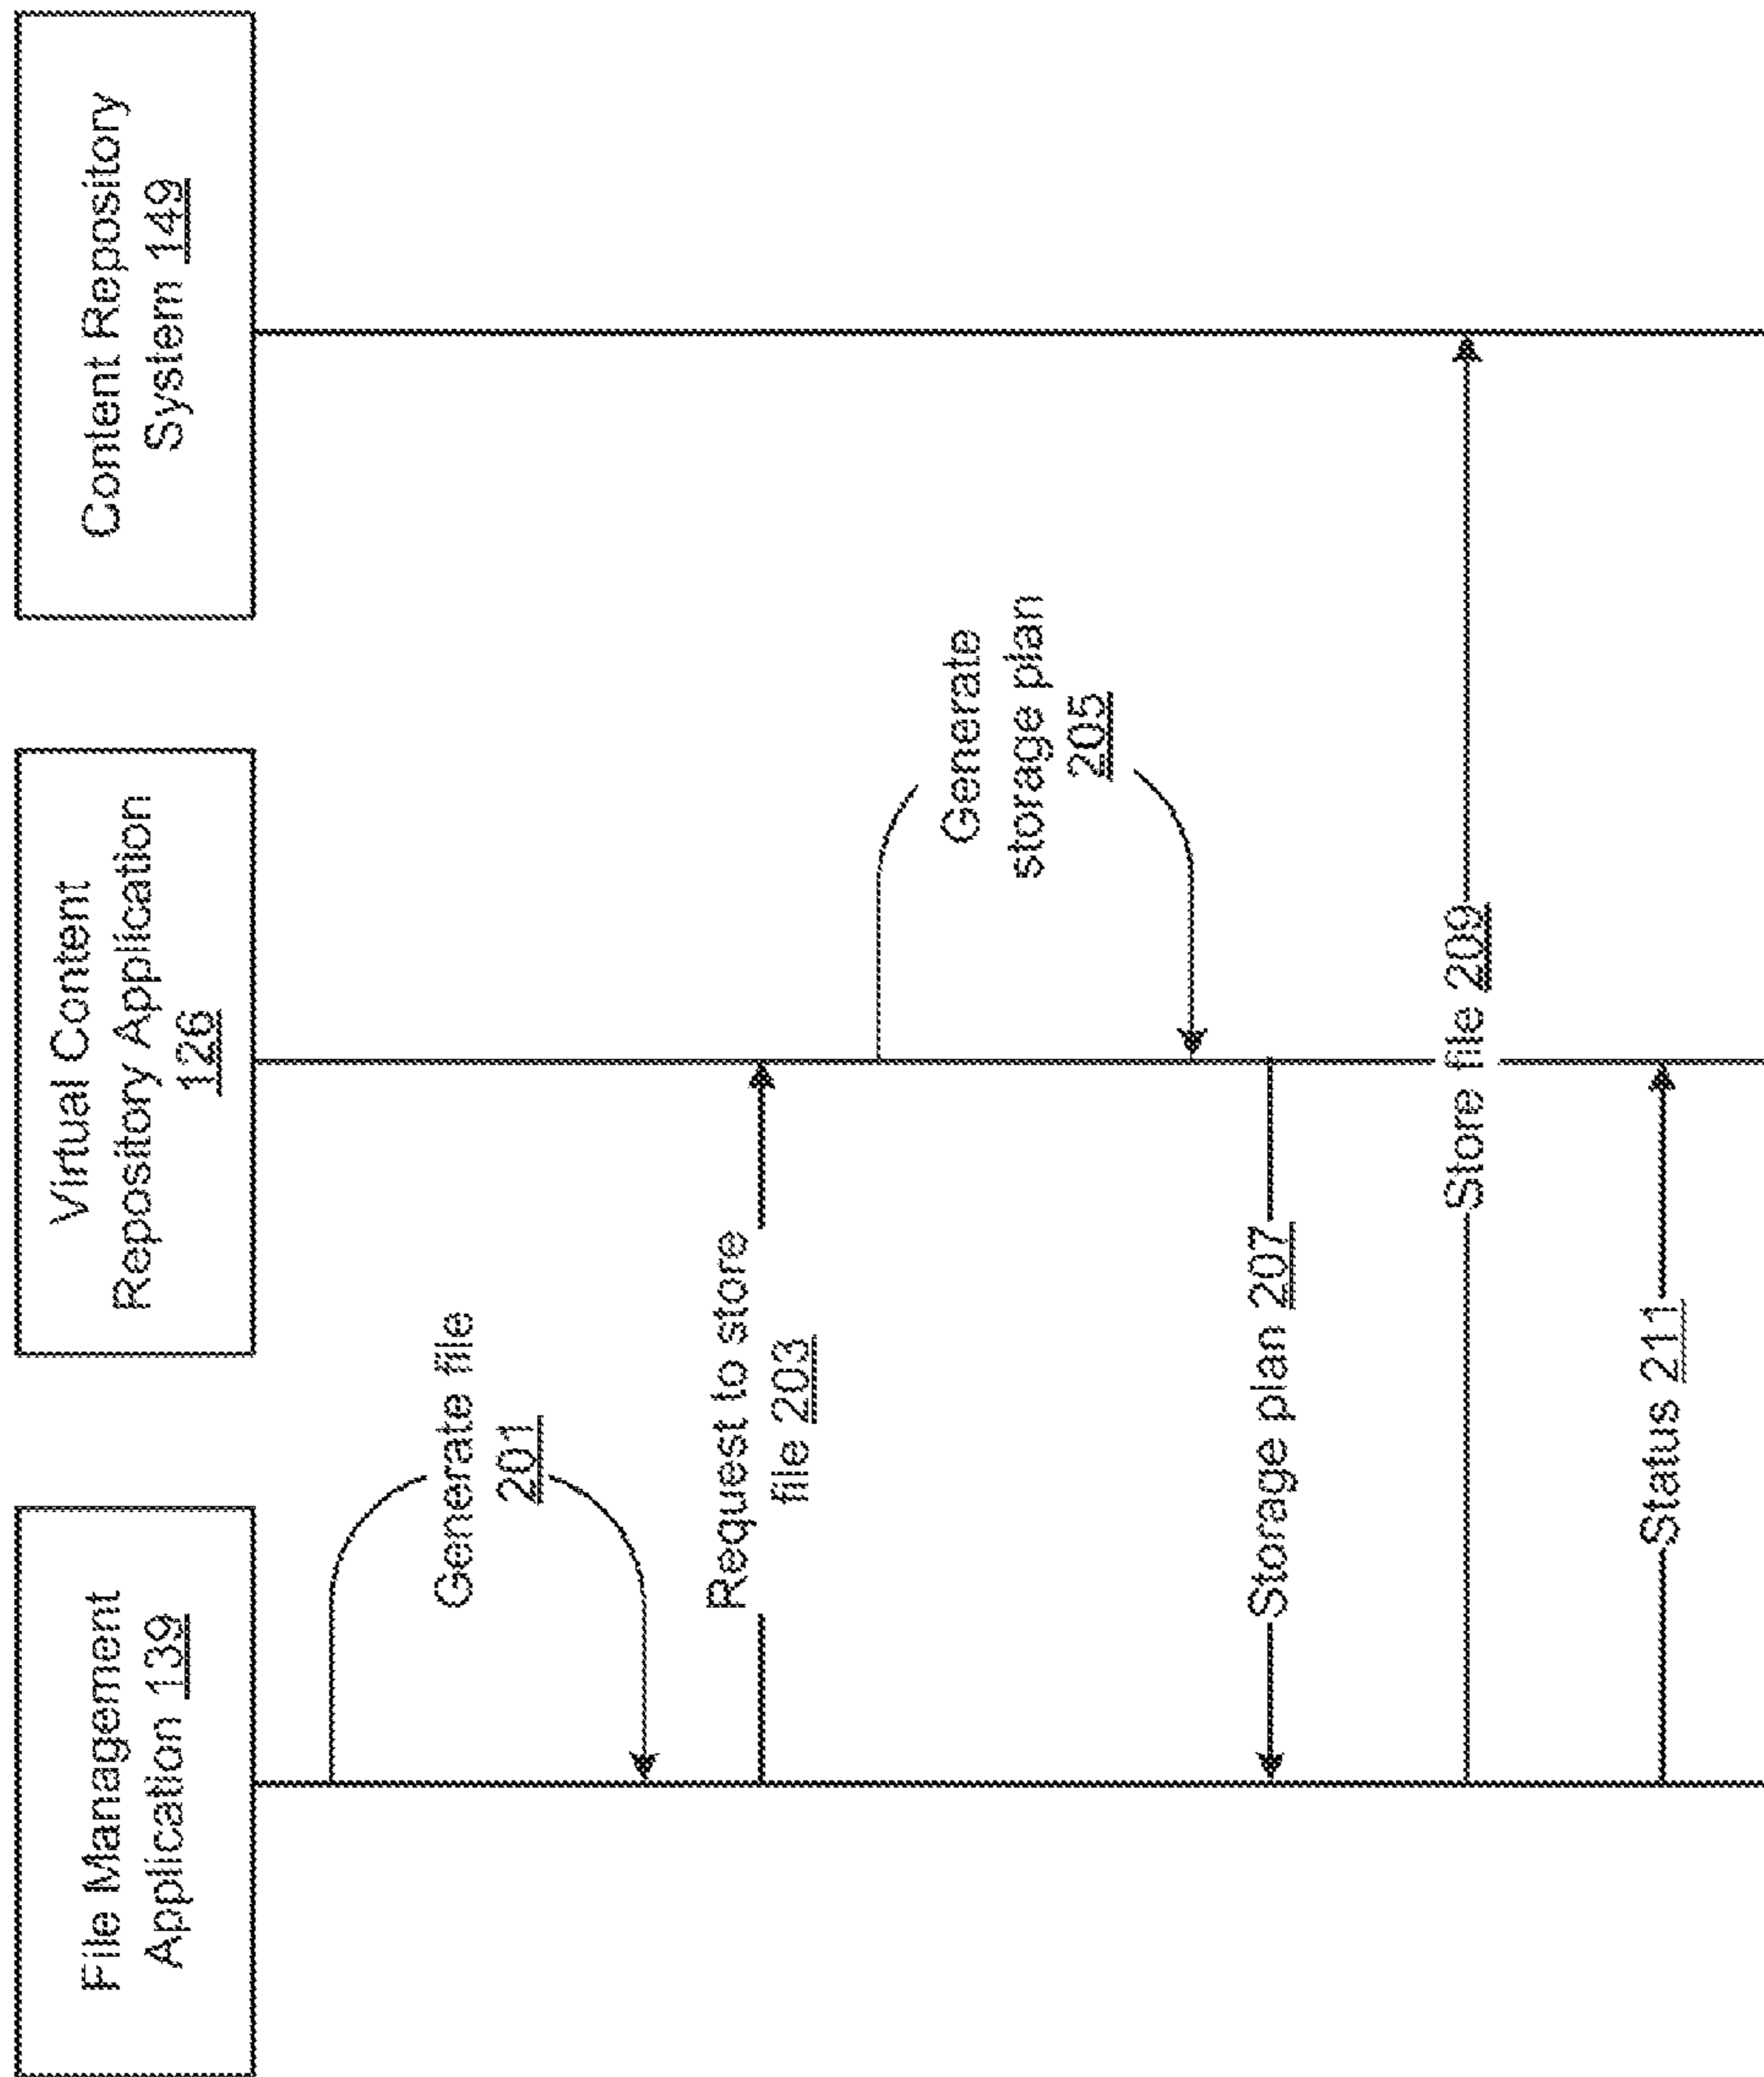 File Management
Application 139
Virtual Content
Repository Application
126
Content Repository
System 149
Generate file
201
Request to store
file 203
Generate
storage plan
205
Storage plan 207
Store file 209
Status 211